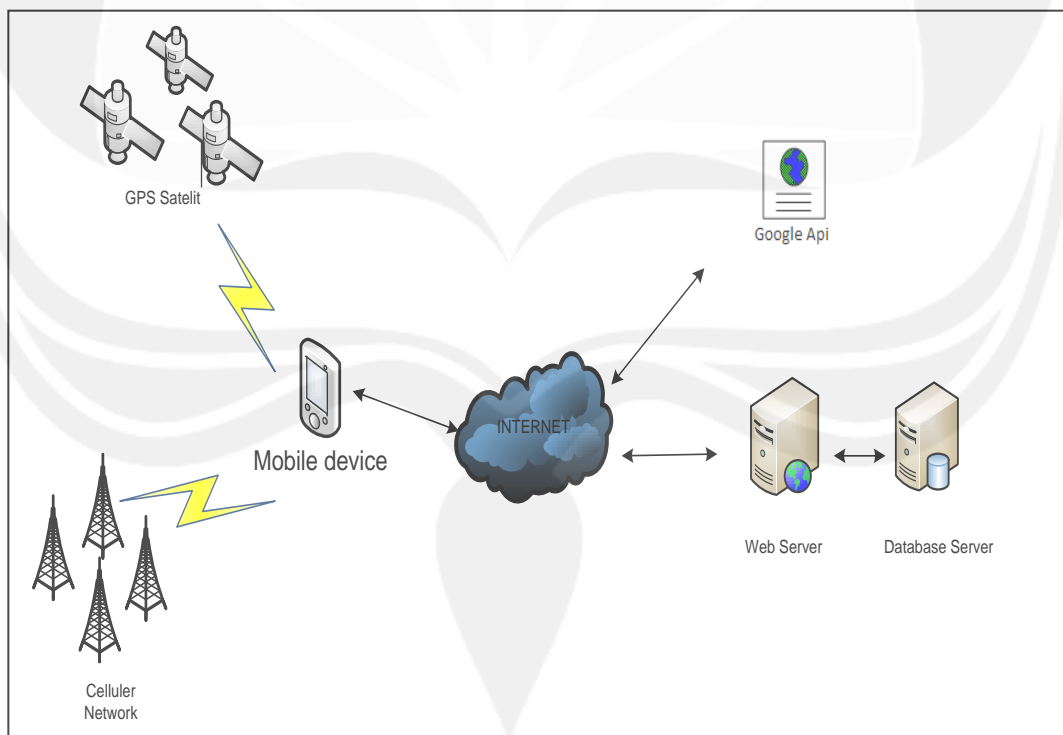 GPS Satelit
Google Api
INTERNET
Mobile device
Web Server
Database Server
Celluler
Network